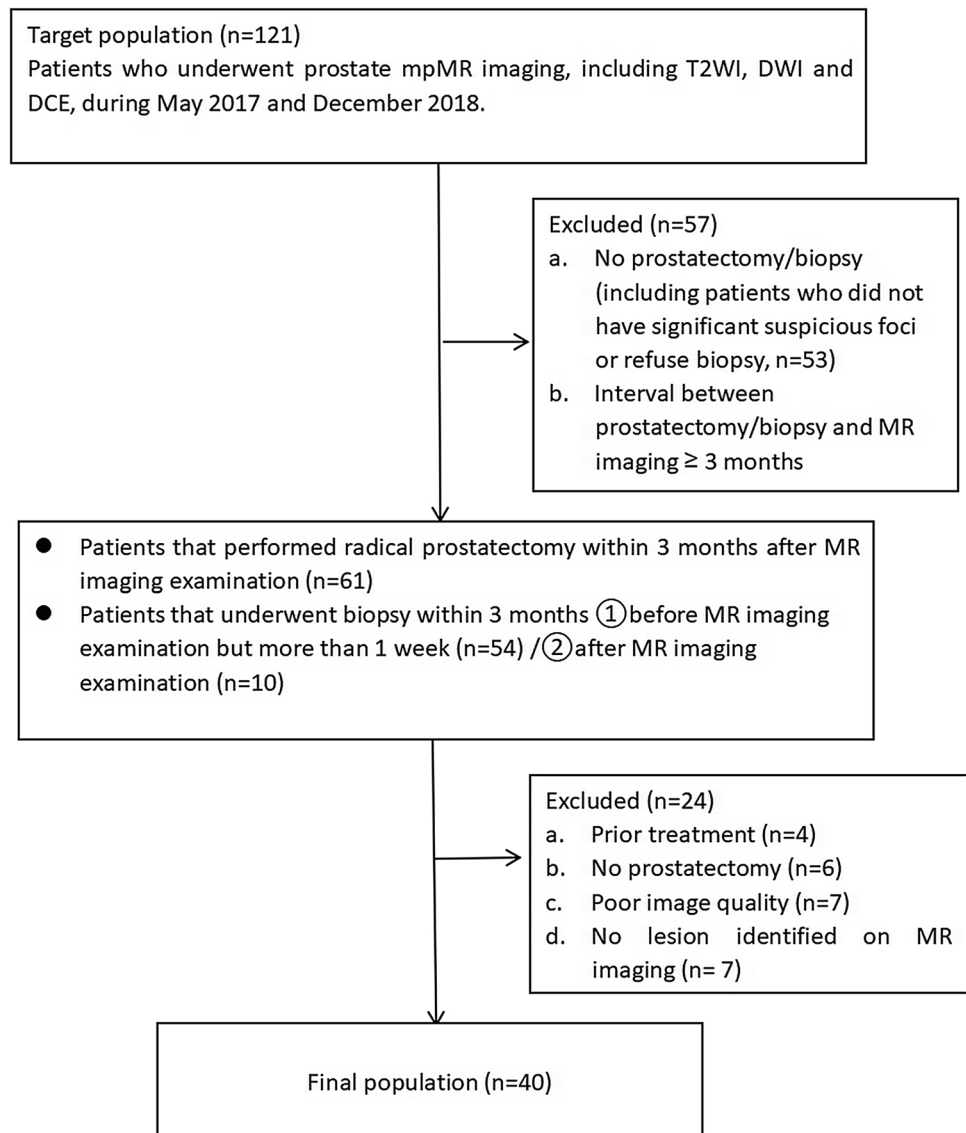 Target population (n=121)
Patients who underwent prostate mpMR imaging, including T2WI, DWI and
DCE, during May 2017 and December 2018.
Excluded (n=57)
a. No prostatectomy/biopsy
(including patients who did not
have significant suspicious foci
or refuse biopsy, n=53)
b. Interval between
prostatectomy/biopsy and MR
imaging ≥ 3 months
● Patients that performed radical prostatectomy within 3 months after MR
imaging examination (n=61)
● Patients that underwent biopsy within 3 months ①before MR imaging
examination but more than 1 week (n=54) /②after MR imaging
examination (n=10)
Excluded (n=24)
a. Prior treatment (n=4)
b. No prostatectomy (n=6)
c. Poor image quality (n=7)
d. No lesion identified on MR
imaging (n= 7)
Final population (n=40)